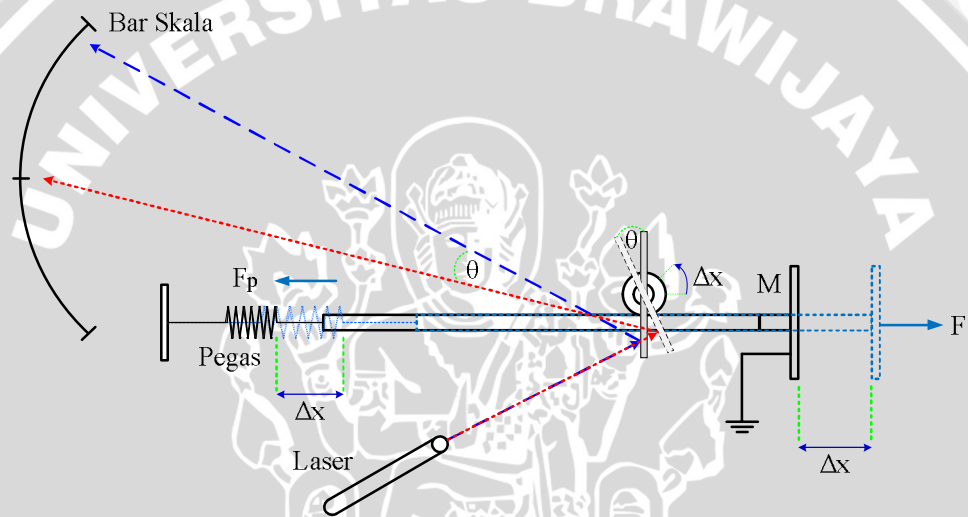 UNIVERSITAS BRAWIJAYA
Bar Skala
θ
θ
Δx
Fp
M
F
Pegas
Δx
Laser
Δx